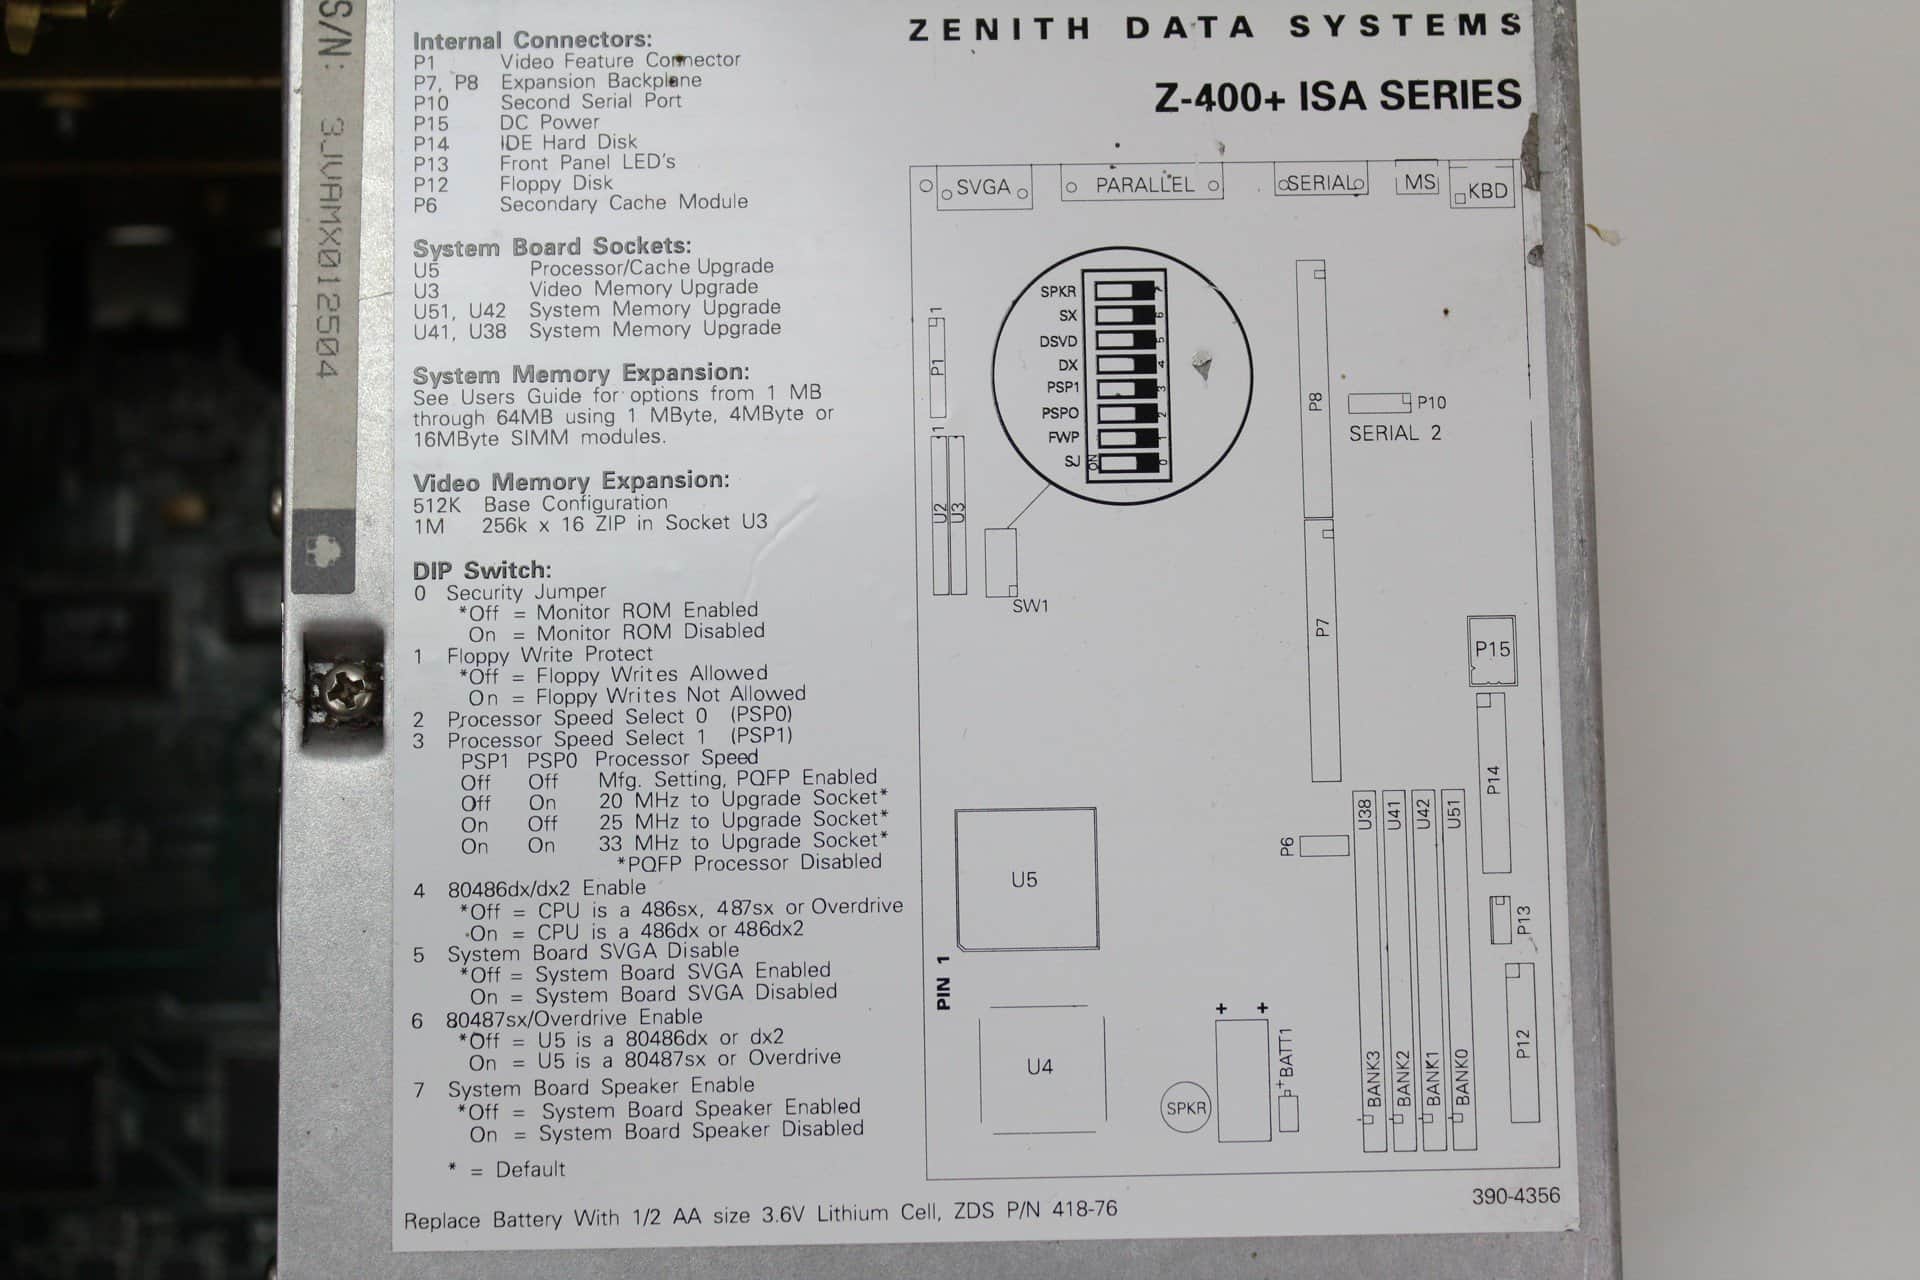 S/N: 3JVAMX012504
ZENITH DATA SYSTEMS
Z-400+ ISA SERIES
Internal Connectors:
P1 Video Feature Connector
P7, P8 Expansion Backplane
P10 Second Serial Port
P15 DC Power
P14 IDE Hard Disk
P13 Front Panel LED's
P12 Floppy Disk
P6 Secondary Cache Module
System Board Sockets:
U5 Processor/Cache Upgrade
U3 Video Memory Upgrade
U51, U42 System Memory Upgrade
U41, U38 System Memory Upgrade
System Memory Expansion:
See Users Guide for options from 1 MB
through 64MB using 1 MByte, 4MByte or
16MByte SIMM modules.
Video Memory Expansion:
512K Base Configuration
1M 256k x 16 ZIP in Socket U3
DIP Switch:
0 Security Jumper
*Off = Monitor ROM Enabled
On = Monitor ROM Disabled
1 Floppy Write Protect
*Off = Floppy Writes Allowed
On = Floppy Writes Not Allowed
2 Processor Speed Select 0 (PSP0)
3 Processor Speed Select 1 (PSP1)
PSP1 PSP0 Processor Speed
Off Off Mfg. Setting, PQFP Enabled
Off On 20 MHz to Upgrade Socket*
On Off 25 MHz to Upgrade Socket*
On On 33 MHz to Upgrade Socket*
*PQFP Processor Disabled
4 80486dx/dx2 Enable
*Off = CPU is a 486sx, 487sx or Overdrive
On = CPU is a 486dx or 486dx2
5 System Board SVGA Disable
*Off = System Board SVGA Enabled
On = System Board SVGA Disabled
6 80487sx/Overdrive Enable
*Off = U5 is a 80486dx or dx2
On = U5 is a 80487sx or Overdrive
7 System Board Speaker Enable
*Off = System Board Speaker Enabled
On = System Board Speaker Disabled
* = Default
Replace Battery With 1/2 AA size 3.6V Lithium Cell, ZDS P/N 418-76
SVGA PARALLEL SERIAL MS KBD
SPKR 7
SX 6
DSVD 5
DX 4
PSP1 3
PSP0 2
FWP 1
SJ ON 0
1
P1
1
U2 U3
SW1
P8
P10
SERIAL 2
P7
P15
P14
U38 U41 U42 U51
P6
U5
P13
PIN 1
U4
SPKR
+ +
+BATT1
BANK3 BANK2 BANK1 BANK0
P12
390-4356